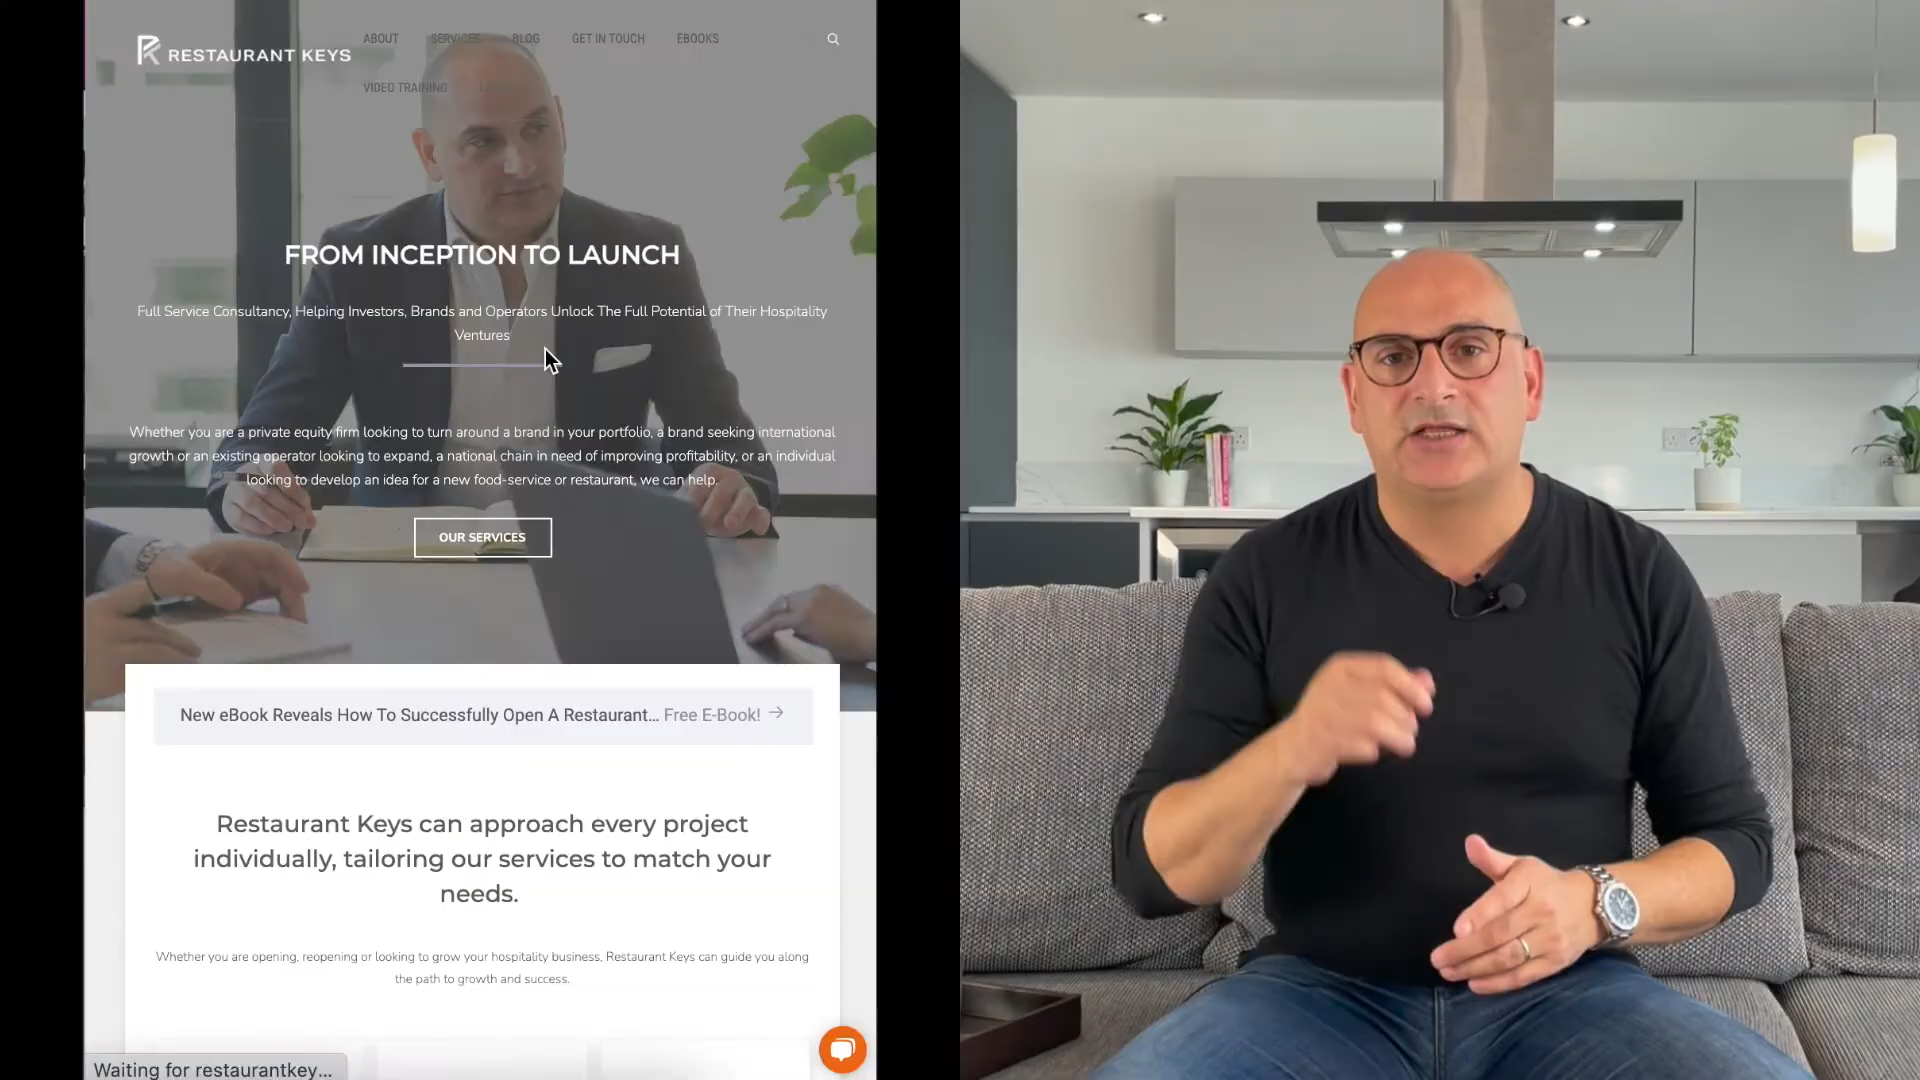 RESTAURANT KEYS
ABOUT SERVICES BLOG GET IN TOUCH EBOOKS
VIDEO TRAINING
FROM INCEPTION TO LAUNCH
Full Service Consultancy, Helping Investors, Brands and Operators Unlock The Full Potential of Their Hospitality
Ventures
Whether you are a private equity firm looking to turn around a brand in your portfolio, a brand seeking international
growth or an existing operator looking to expand, a national chain in need of improving profitability, or an individual
looking to develop an idea for a new food-service or restaurant, we can help.
OUR SERVICES
New eBook Reveals How To Successfully Open A Restaurant... Free E-Book!
Restaurant Keys can approach every project
individually, tailoring our services to match your
needs.
Whether you are opening, reopening or looking to grow your hospitality business, Restaurant Keys can guide you along
the path to growth and success.
Waiting for restaurantkey...